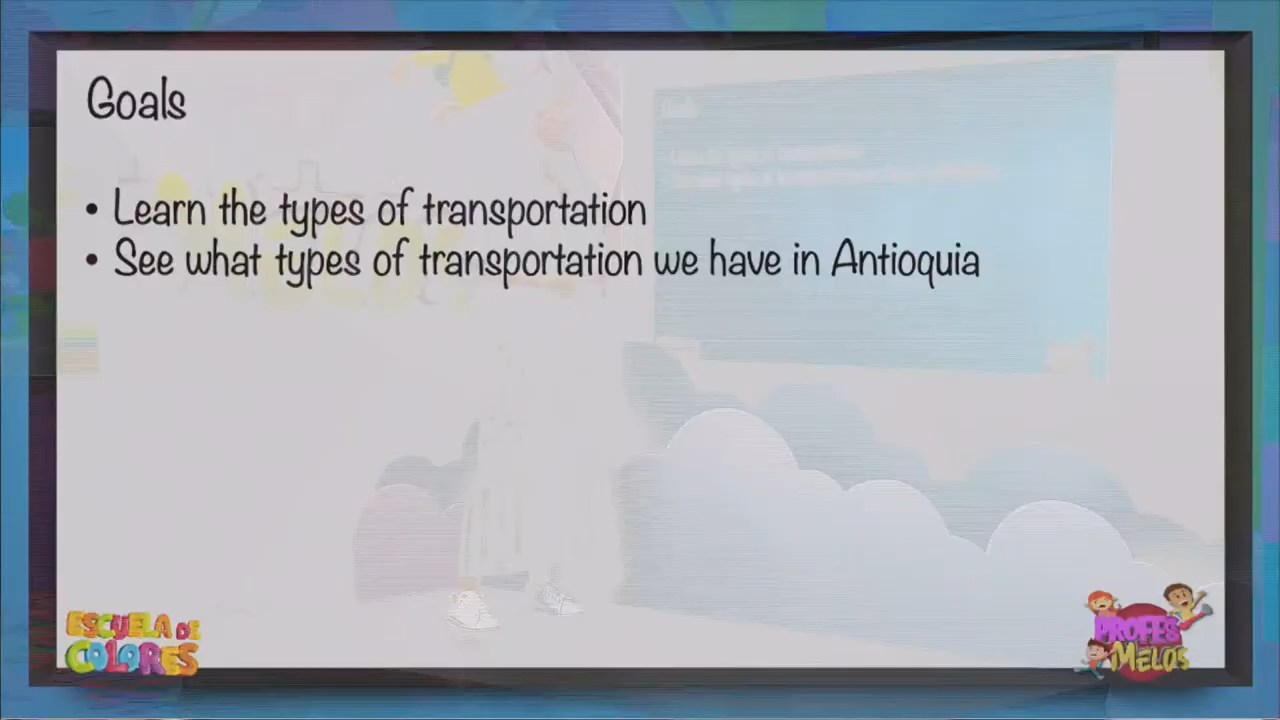 Goals
• Learn the types of transportation
• See what types of transportation we have in Antioquia
ESCUELA DE
COLORES
PROFES
MELOS